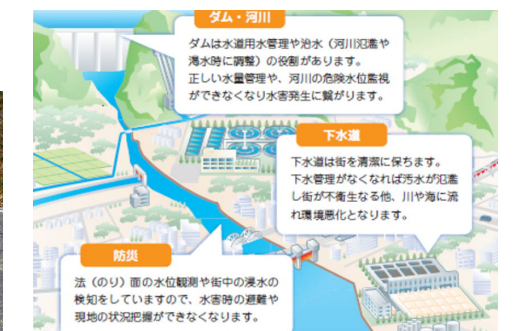 ダム・河川
ダムは水道用水管理や治水（河川氾濫や
渇水時に調整）の役割があります。
正しい水量管理や、河川の危険水位監視
ができなくなり水害発生に繋がります。
下水道
下水道は街を清潔に保ちます。
下水管理がなくなれば汚水が氾濫
し街が不衛生なる他、川や海に流
れ環境悪化となります。
防災
法（のり）面の水位観測や街中の浸水の
検知をしていますので、水害時の避難や
現地の状況把握ができなくなります。